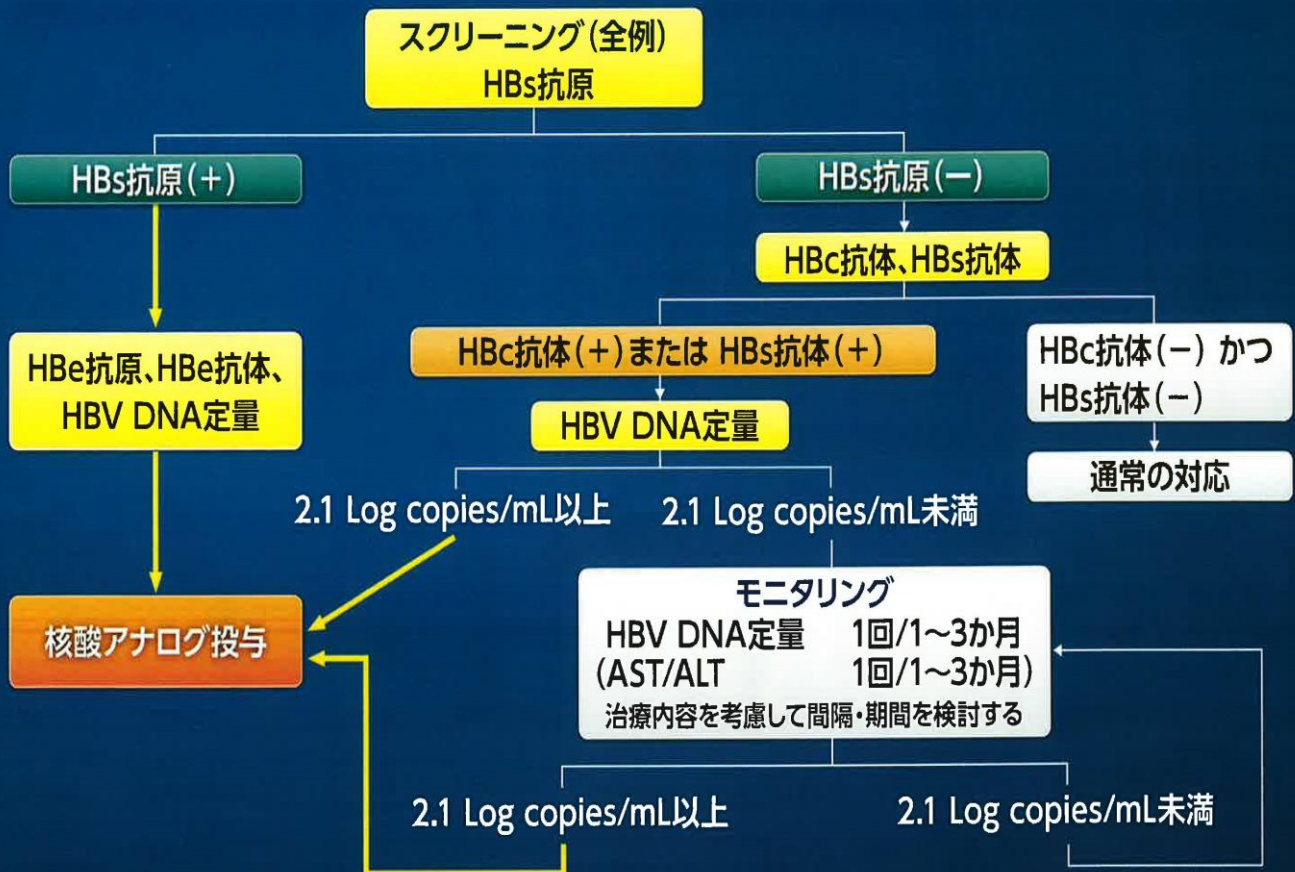 スクリーニング(全例)
HBs抗原
HBs抗原(+)
HBs抗原(－)
HBc抗体、HBs抗体
HBe抗原、HBe抗体、
HBV DNA定量
HBc抗体(+)または HBs抗体(+)
HBc抗体(－) かつ
HBs抗体(－)
HBV DNA定量
通常の対応
2.1 Log copies/mL以上
2.1 Log copies/mL未満
核酸アナログ投与
モニタリング
HBV DNA定量 1回/1～3か月
(AST/ALT 1回/1～3か月)
治療内容を考慮して間隔・期間を検討する
2.1 Log copies/mL以上
2.1 Log copies/mL未満